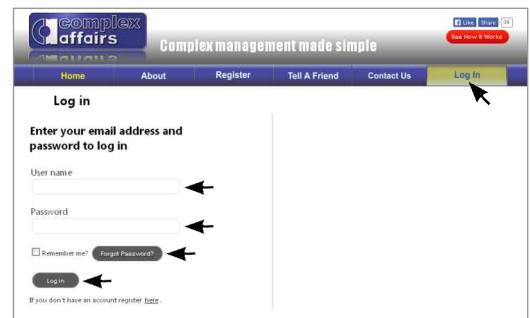 complex
affairs
Complex management made simple
Like Share 39
See How It Works
Home About Register Tell A Friend Contact Us Log In
Log in
Enter your email address and
password to log in
User name
Password
Remember me? Forgot Password?
Log in
If you don't have an account register here.